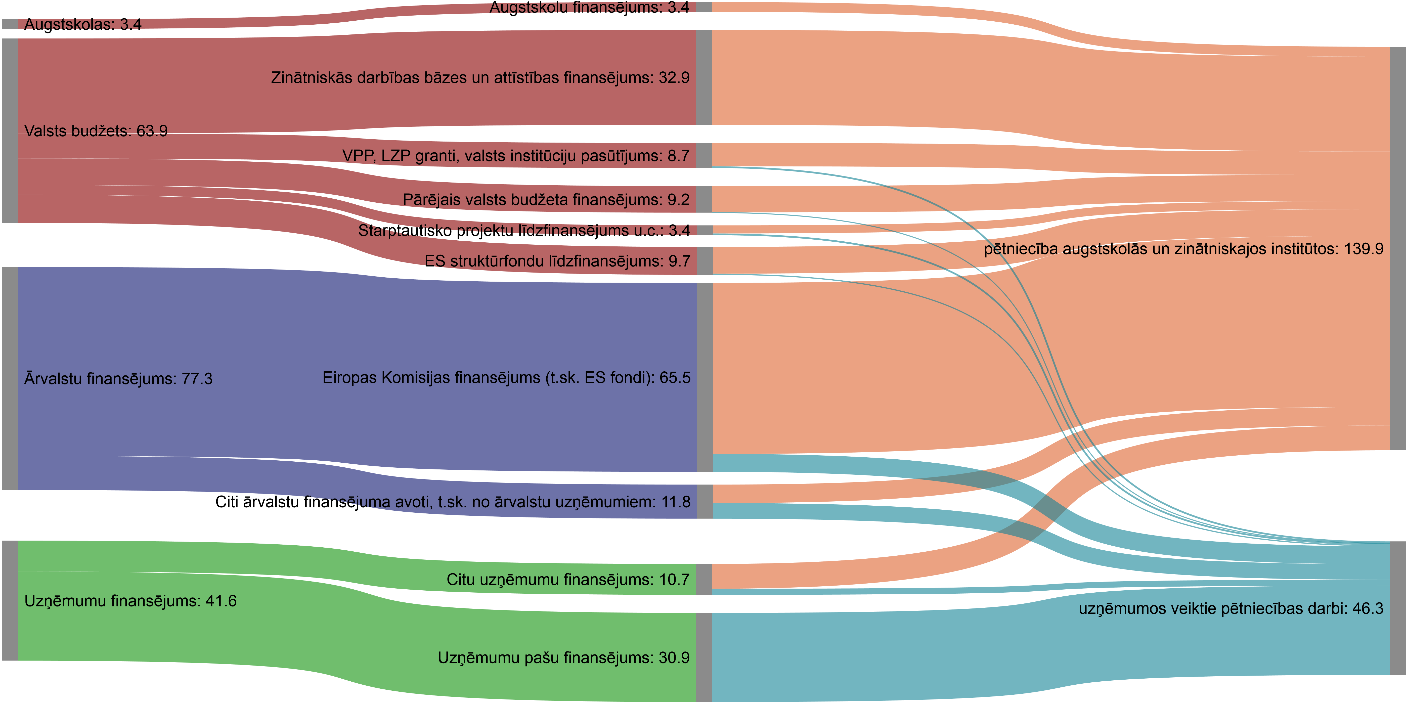 Augstskolas: 3.4
Augstskolu finansējums: 3.4
Zinātniskās darbības bāzes un attīstības finansējums: 32.9
Valsts budžets: 63.9
VPP, LZP granti, valsts institūciju pasūtījums: 8.7
Pārējais valsts budžeta finansējums: 9.2
Starptautisko projektu līdzfinansējums u.c.: 3.4
ES struktūrfondu līdzfinansējums: 9.7
pētniecība augstskolās un zinātniskajos institūtos: 139.9
Ārvalstu finansējums: 77.3
Eiropas Komisijas finansējums (t.sk. ES fondi): 65.5
Citi ārvalstu finansējuma avoti, t.sk. no ārvalstu uzņēmumiem: 11.8
Citu uzņēmumu finansējums: 10.7
Uzņēmumu finansējums: 41.6
uzņēmumos veiktie pētniecības darbi: 46.3
Uzņēmumu pašu finansējums: 30.9